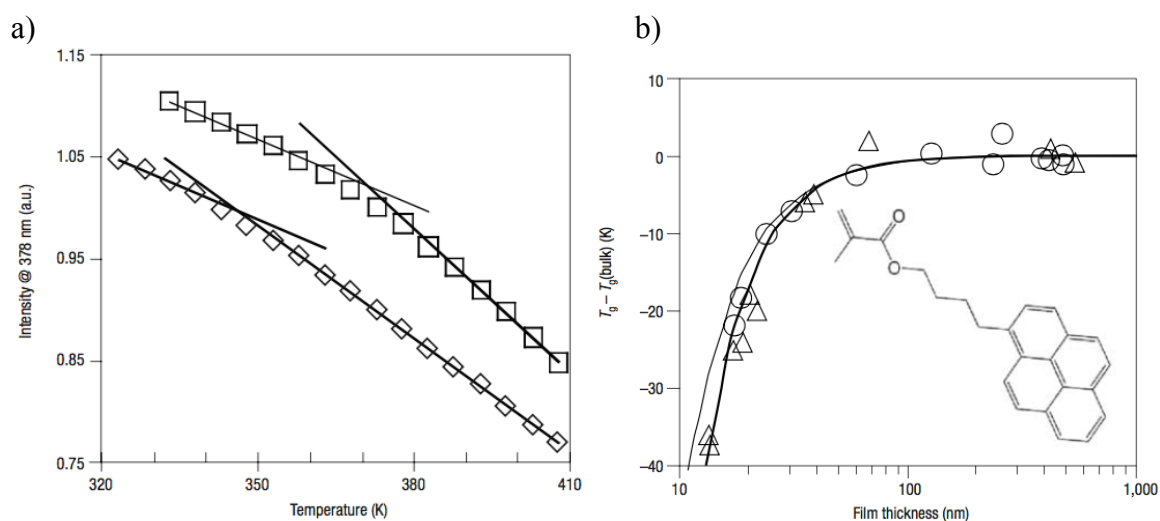 a)
1.15
1.05
0.95
0.85
0.75
320
350
380
410
Intensity @ 378 nm (a.u.)
Temperature (K)
b)
10
0
–10
–20
–30
–40
10
100
1,000
Tg – Tg(bulk) (K)
Film thickness (nm)
O
O